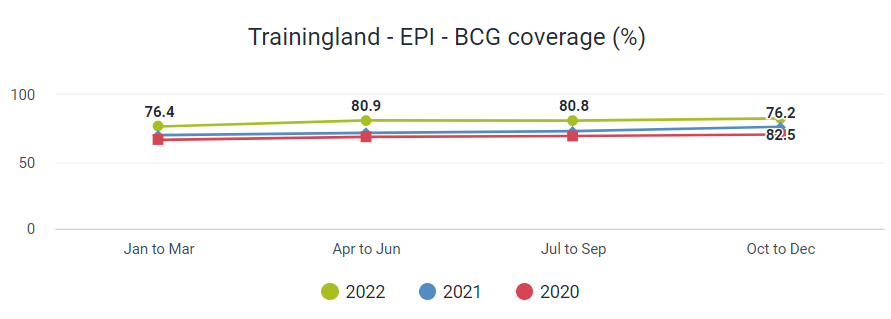 Trainingland - EPI - BCG coverage (%)
100
76.4
80.9
80.8
76.2
82.5
50
0
Jan to Mar
Apr to Jun
Jul to Sep
Oct to Dec
2022
2021
2020